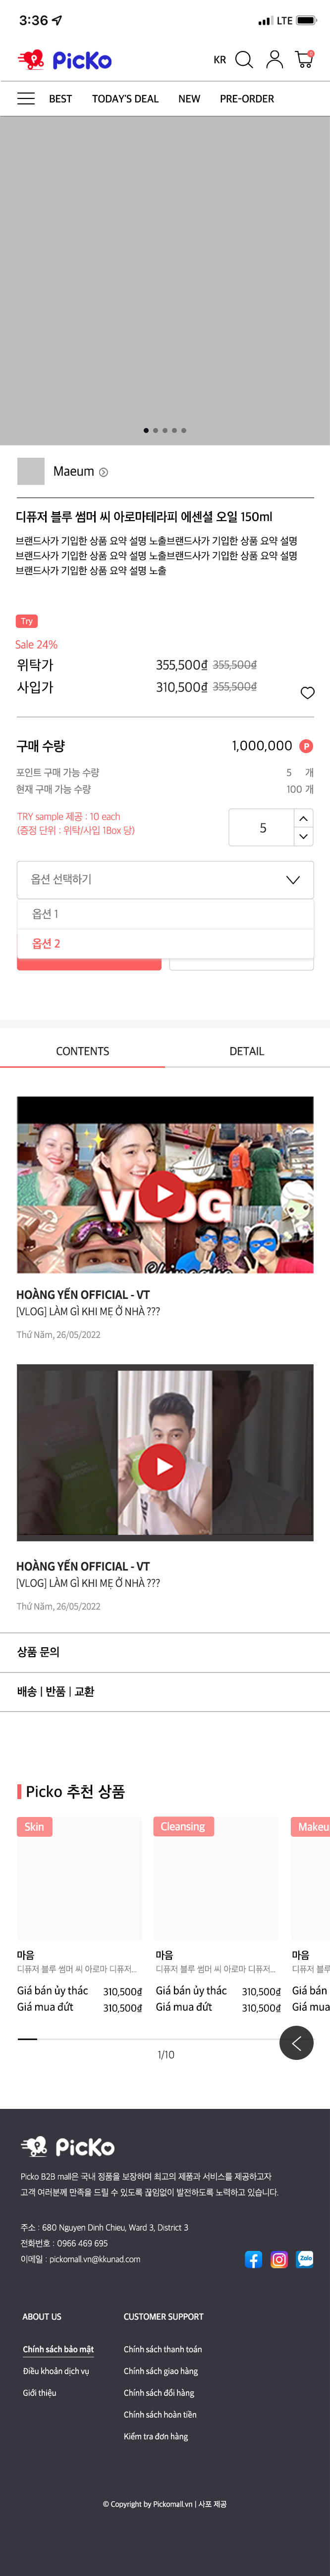 3:36
LTE
PicKo
KR
0
BEST TODAY'S DEAL NEW PRE-ORDER
Maeum
디퓨저 블루 썸머 씨 아로마테라피 에센셜 오일 150ml
브랜드사가 기입한 상품 요약 설명 노출브랜드사가 기입한 상품 요약 설명
브랜드사가 기입한 상품 요약 설명 노출브랜드사가 기입한 상품 요약 설명
브랜드사가 기입한 상품 요약 설명 노출
Try
Sale 24%
위탁가 355,500₫ 355,500₫
사입가 310,500₫ 355,500₫
구매 수량 1,000,000 P
포인트 구매 가능 수량 5 개
현재 구매 가능 수량 100 개
TRY sample 제공 : 10 each
(증정 단위 : 위탁/사입 1Box 당)
5
옵션 선택하기
옵션 1
옵션 2
CONTENTS DETAIL
VLOG
HOÀNG YẾN OFFICIAL - VT
[VLOG] LÀM GÌ KHI MẸ Ở NHÀ ???
Thứ Năm, 26/05/2022
HOÀNG YẾN OFFICIAL - VT
[VLOG] LÀM GÌ KHI MẸ Ở NHÀ ???
Thứ Năm, 26/05/2022
상품 문의
배송 | 반품 | 교환
Picko 추천 상품
Skin Cleansing Makeu
마음 마음 마음
디퓨저 블루 썸머 씨 아로마 디퓨저... 디퓨저 블루 썸머 씨 아로마 디퓨저... 디퓨저 블루
Giá bán ủy thác 310,500₫ Giá bán ủy thác 310,500₫ Giá bán
Giá mua đứt 310,500₫ Giá mua đứt 310,500₫ Giá mua
1/10
PicKo
Picko B2B mall은 국내 정품을 보장하며 최고의 제품과 서비스를 제공하고자
고객 여러분께 만족을 드릴 수 있도록 끊임없이 발전하도록 노력하고 있습니다.
주소 : 680 Nguyen Dinh Chieu, Ward 3, District 3
전화번호 : 0966 469 695
이메일 : pickomall.vn@kkunad.com
Zalo
ABOUT US CUSTOMER SUPPORT
Chính sách bảo mật Chính sách thanh toán
Điều khoản dịch vụ Chính sách giao hàng
Giới thiệu Chính sách đổi hàng
Chính sách hoàn tiền
Kiểm tra đơn hàng
© Copyright by Pickomall.vn | 사포 제공